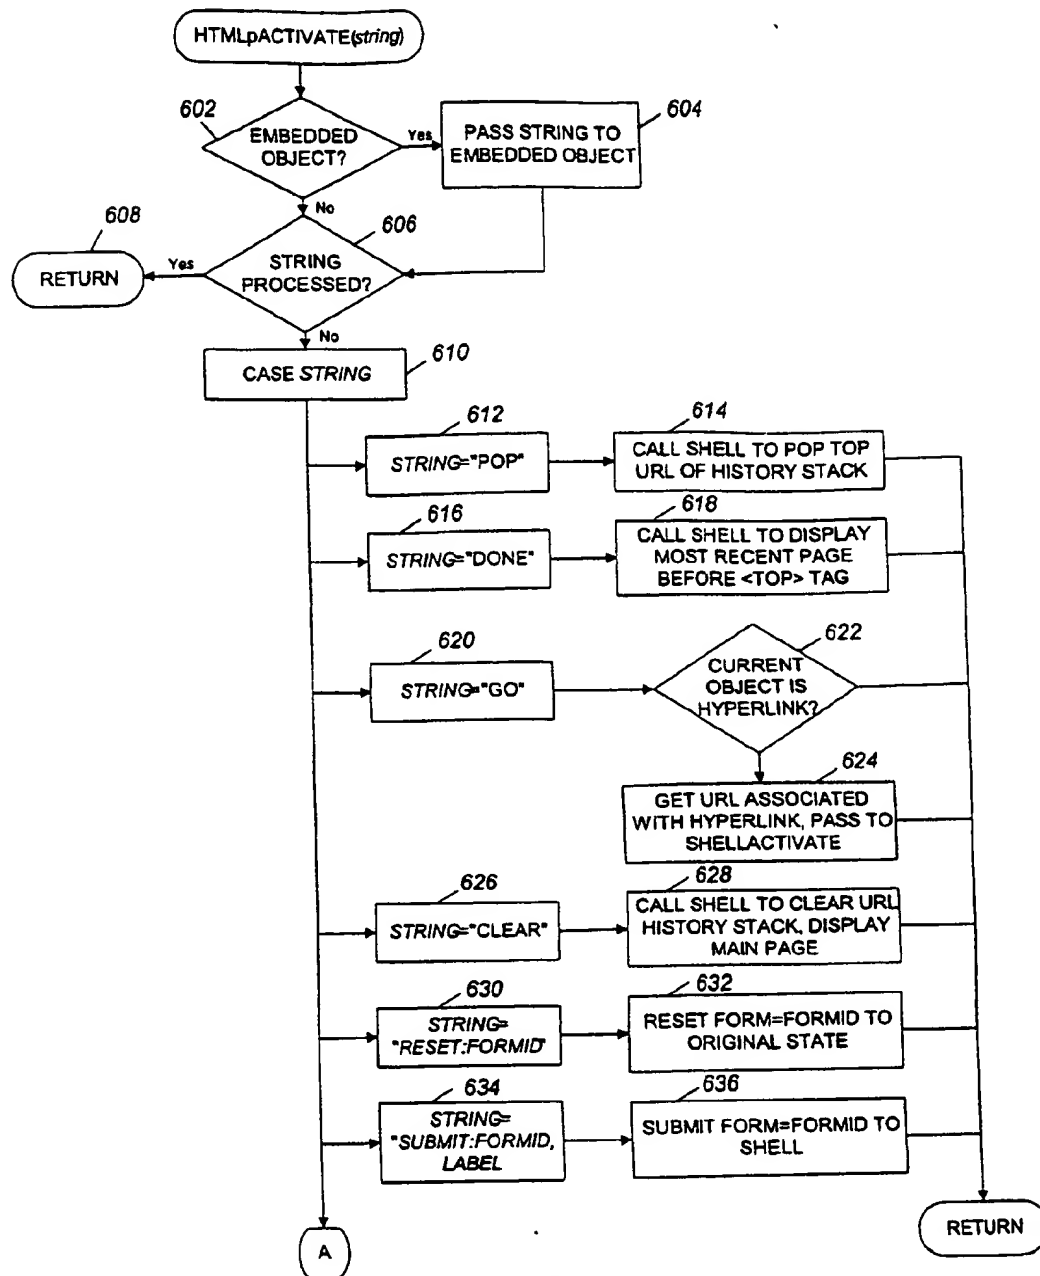 HTMLpACTIVATE(string)
602
EMBEDDED
OBJECT?
Yes
604
PASS STRING TO
EMBEDDED OBJECT
No
608
RETURN
Yes
606
STRING
PROCESSED?
No
610
CASE STRING
612
STRING="POP"
614
CALL SHELL TO POP TOP
URL OF HISTORY STACK
616
STRING="DONE"
618
CALL SHELL TO DISPLAY
MOST RECENT PAGE
BEFORE <TOP> TAG
620
STRING="GO"
622
CURRENT
OBJECT IS
HYPERLINK?
624
GET URL ASSOCIATED
WITH HYPERLINK, PASS TO
SHELLACTIVATE
626
STRING="CLEAR"
628
CALL SHELL TO CLEAR URL
HISTORY STACK, DISPLAY
MAIN PAGE
630
STRING=
"RESET:FORMID"
632
RESET FORM=FORMID TO
ORIGINAL STATE
634
STRING=
"SUBMIT:FORMID,
LABEL
636
SUBMIT FORM=FORMID TO
SHELL
RETURN
A